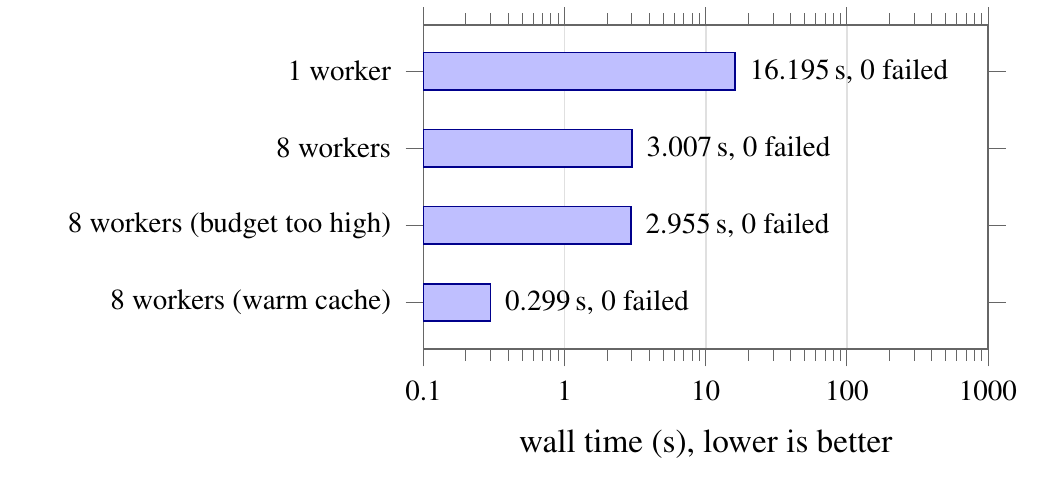 1 worker
16.195 s, 0 failed
8 workers
3.007 s, 0 failed
8 workers (budget too high)
2.955 s, 0 failed
8 workers (warm cache)
0.299 s, 0 failed
0.1 1 10 100 1000
wall time (s), lower is better